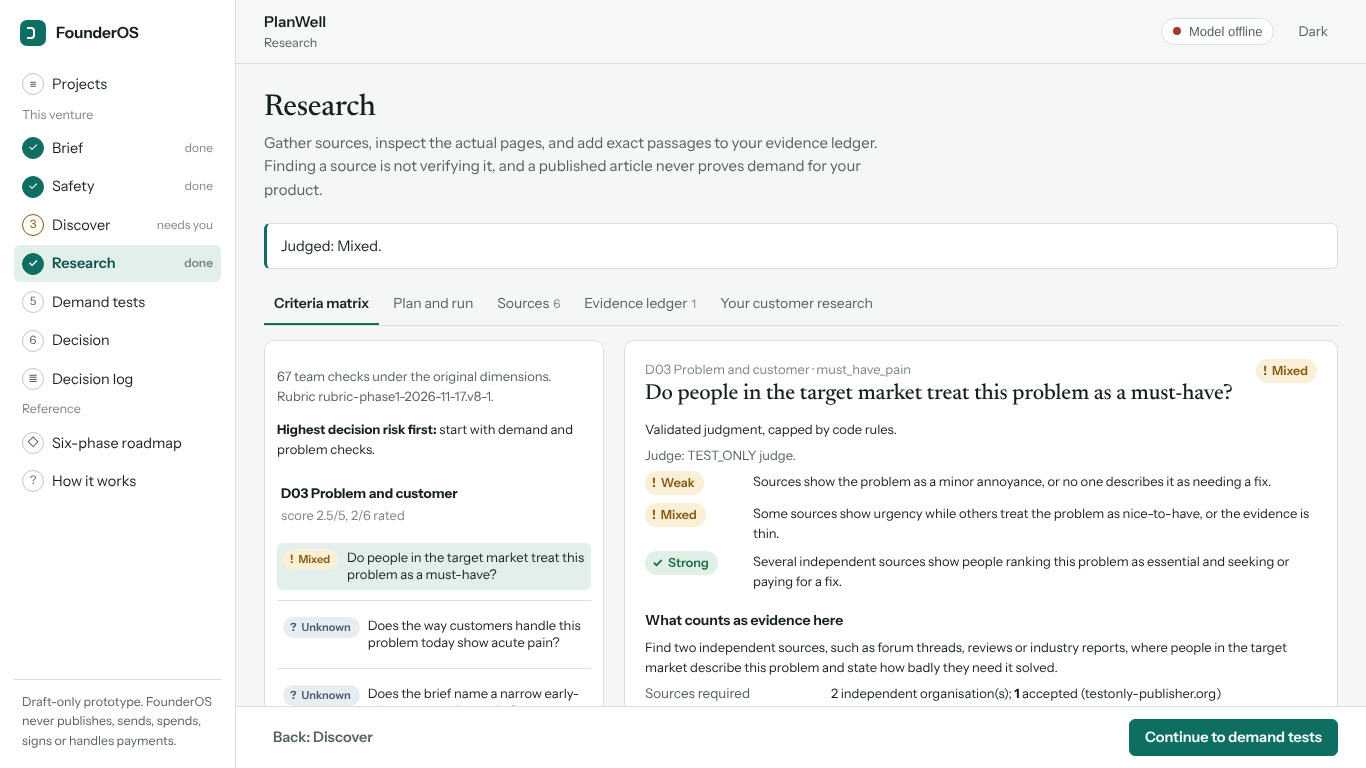 FounderOS
Projects
This venture
Brief done
Safety done
3 Discover needs you
Research done
5 Demand tests
6 Decision
Decision log
Reference
Six-phase roadmap
? How it works
Draft-only prototype. FounderOS
never publishes, sends, spends,
signs or handles payments.
PlanWell
Research
Model offline
Dark
Research
Gather sources, inspect the actual pages, and add exact passages to your evidence ledger.
Finding a source is not verifying it, and a published article never proves demand for your
product.
Judged: Mixed.
Criteria matrix
Plan and run
Sources 6
Evidence ledger 1
Your customer research
67 team checks under the original dimensions.
Rubric rubric-phase1-2026-11-17.v8-1.
Highest decision risk first: start with demand and
problem checks.
D03 Problem and customer
score 2.5/5, 2/6 rated
! Mixed Do people in the target market treat this
problem as a must-have?
? Unknown Does the way customers handle this
problem today show acute pain?
? Unknown Does the brief name a narrow early-
D03 Problem and customer · must_have_pain
! Mixed
Do people in the target market treat this problem as a must-have?
Validated judgment, capped by code rules.
Judge: TEST_ONLY judge.
! Weak Sources show the problem as a minor annoyance, or no one describes it as needing a fix.
! Mixed Some sources show urgency while others treat the problem as nice-to-have, or the evidence is
thin.
Strong Several independent sources show people ranking this problem as essential and seeking or
paying for a fix.
What counts as evidence here
Find two independent sources, such as forum threads, reviews or industry reports, where people in the target
market describe this problem and state how badly they need it solved.
Sources required 2 independent organisation(s); 1 accepted (testonly-publisher.org)
Back: Discover
Continue to demand tests